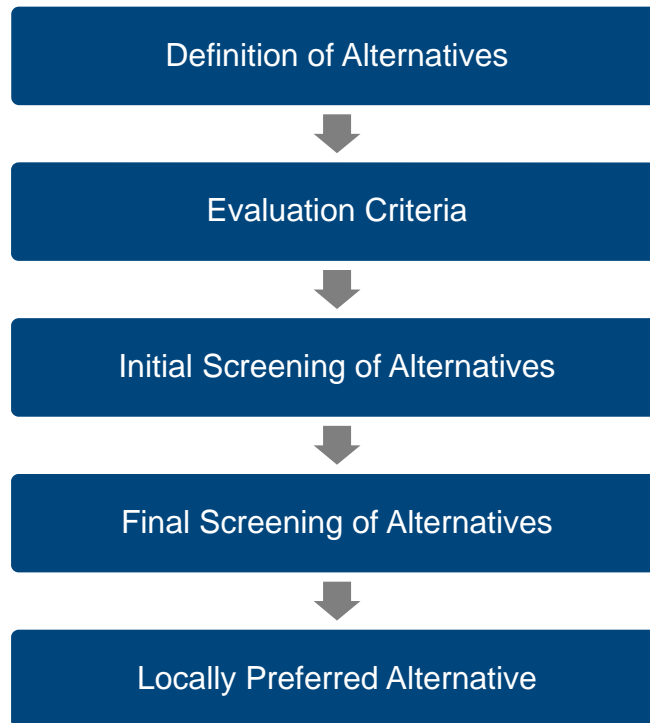 Definition of Alternatives
Evaluation Criteria
Initial Screening of Alternatives
Final Screening of Alternatives
Locally Preferred Alternative